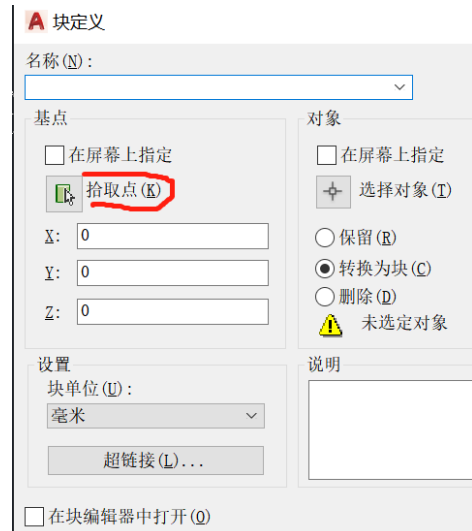 A 块定义
名称(N):
基点
在屏幕上指定
拾取点(K)
X: 0
Y: 0
Z: 0
对象
在屏幕上指定
选择对象(T)
保留(R)
转换为块(C)
删除(D)
未选定对象
设置
块单位(U):
毫米
超链接(L)...
说明
在块编辑器中打开(O)